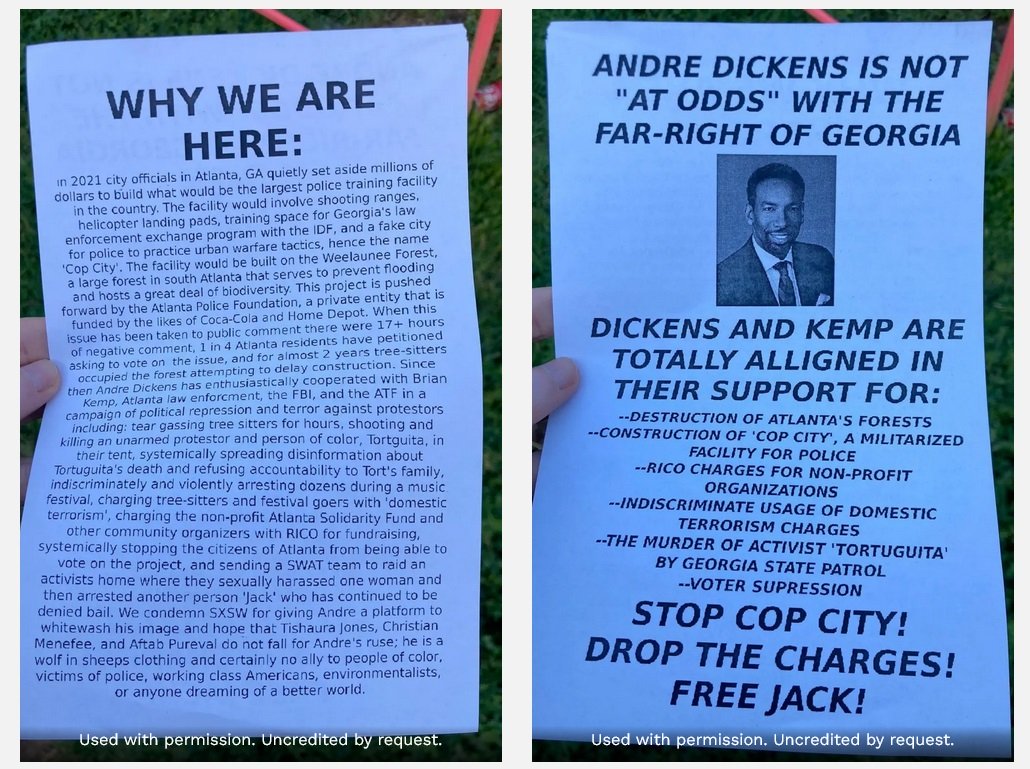 WHY WE ARE
HERE:
In 2021 city officials in Atlanta, GA quietly set aside millions of
dollars to build what would be the largest police training facility
in the country. The facility would involve shooting ranges,
helicopter landing pads, training space for Georgia's law
enforcement exchange program with the IDF, and a fake city
for police to practice urban warfare tactics, hence the name
'Cop City'. The facility would be built on the Weelaunee Forest,
a large forest in south Atlanta that serves to prevent flooding
and hosts a great deal of biodiversity. This project is pushed
forward by the Atlanta Police Foundation, a private entity that is
funded by the likes of Coca-Cola and Home Depot. When this
issue has been taken to public comment there were 17+ hours
of negative comment, 1 in 4 Atlanta residents have petitioned
asking to vote on the issue, and for almost 2 years tree-sitters
occupied the forest attempting to delay construction. Since
then Andre Dickens has enthusiastically cooperated with Brian
Kemp, Atlanta law enforcment, the FBI, and the ATF in a
campaign of political repression and terror against protestors
including: tear gassing tree sitters for hours, shooting and
killing an unarmed protestor and person of color, Tortguita, in
their tent, systemically spreading disinformation about
Tortuguita's death and refusing accountability to Tort's family,
indiscriminately and violently arresting dozens during a music
festival, charging tree-sitters and festival goers with 'domestic
terrorism', charging the non-profit Atlanta Solidarity Fund and
other community organizers with RICO for fundraising,
systemically stopping the citizens of Atlanta from being able to
vote on the project, and sending a SWAT team to raid an
activists home where they sexually harassed one woman and
then arrested another person 'Jack' who has continued to be
denied bail. We condemn SXSW for giving Andre a platform to
whitewash his image and hope that Tishaura Jones, Christian
Menefee, and Aftab Pureval do not fall for Andre's ruse; he is a
wolf in sheeps clothing and certainly no ally to people of color,
victims of police, working class Americans, environmentalists,
or anyone dreaming of a better world.
Used with permission. Uncredited by request.
ANDRE DICKENS IS NOT
"AT ODDS" WITH THE
FAR-RIGHT OF GEORGIA
DICKENS AND KEMP ARE
TOTALLY ALLIGNED IN
THEIR SUPPORT FOR:
--DESTRUCTION OF ATLANTA'S FORESTS
--CONSTRUCTION OF 'COP CITY', A MILITARIZED
FACILITY FOR POLICE
--RICO CHARGES FOR NON-PROFIT
ORGANIZATIONS
--INDISCRIMINATE USAGE OF DOMESTIC
TERRORISM CHARGES
--THE MURDER OF ACTIVIST 'TORTUGUITA'
BY GEORGIA STATE PATROL
--VOTER SUPRESSION
STOP COP CITY!
DROP THE CHARGES!
FREE JACK!
Used with permission. Uncredited by request.